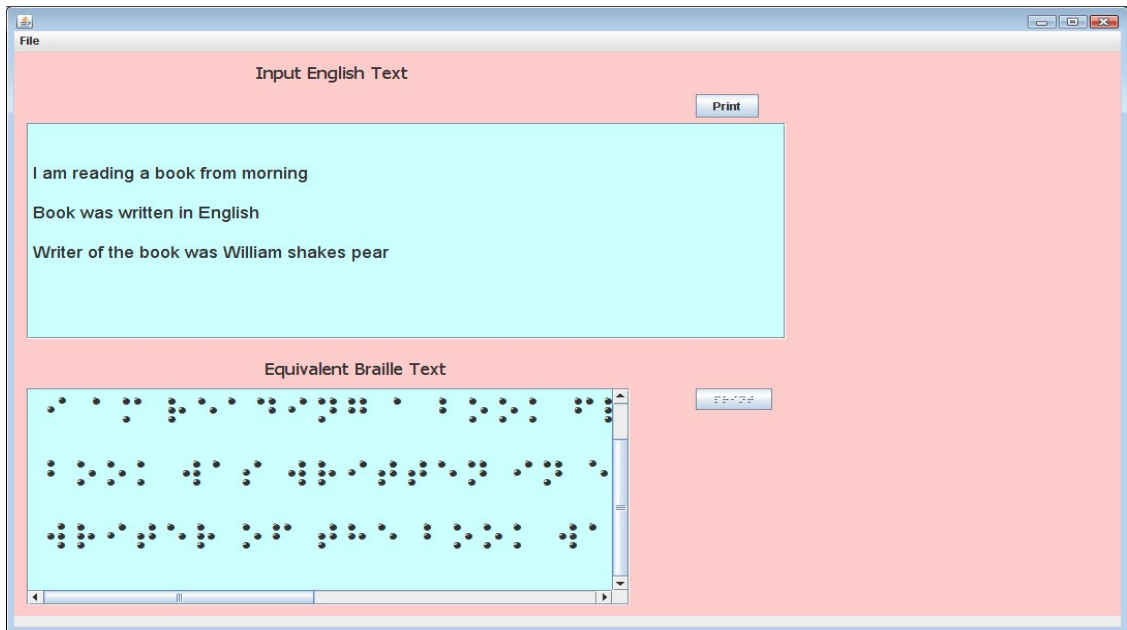 File
Input English Text
Print
I am reading a book from morning
Book was written in English
Writer of the book was William shakes pear
Equivalent Braille Text
⠊ ⠁⠍ ⠗⠑⠁⠙⠊⠝⠛ ⠁ ⠃⠕⠕⠅ ⠋
⠏⠗⠊⠝⠞
⠃⠕⠕⠅ ⠺⠁⠎ ⠺⠗⠊⠞⠞⠑⠝ ⠊⠝ ⠑
⠺⠗⠊⠞⠑⠗ ⠕⠋ ⠞⠓⠑ ⠃⠕⠕⠅ ⠺⠁